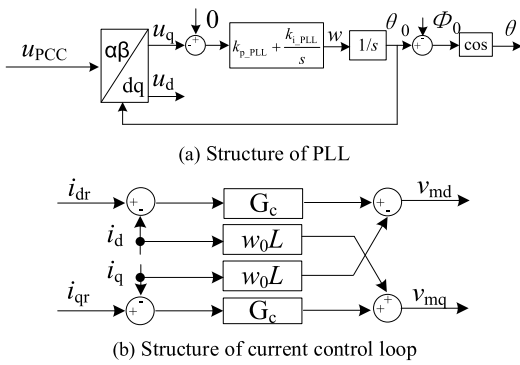 u_PCC
αβ
dq
u_q
u_d
0
-
+
k_p_PLL + k_i_PLL / s
w
1/s
θ_0
+
-
Φ_0
cos
θ
(a) Structure of PLL
i_dr
+
-
G_c
+
-
v_md
i_d
w_0L
i_q
w_0L
i_qr
+
-
G_c
+
+
v_mq
(b) Structure of current control loop